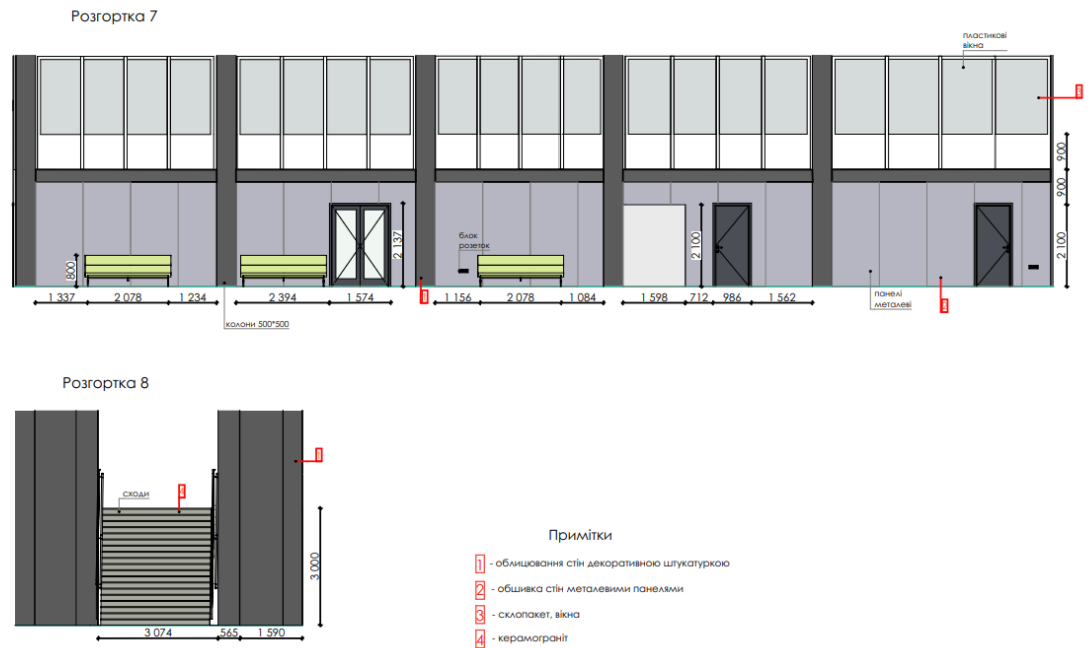 Розгортка 7
пластикові
вікна
900
900
2 100
блок
розеток
800
2 137
2 100
1 337
2 078
1 234
2 394
1 574
1 156
2 078
1 084
1 598
712
986
1 562
панелі
металеві
колони 500*500
Розгортка 8
сходи
3 000
3 074
565
1 590
Примітки
1 - облицювання стін декоративною штукатуркою
2 - обшивка стін металевими панелями
3 - склопакет, вікна
4 - керамограніт